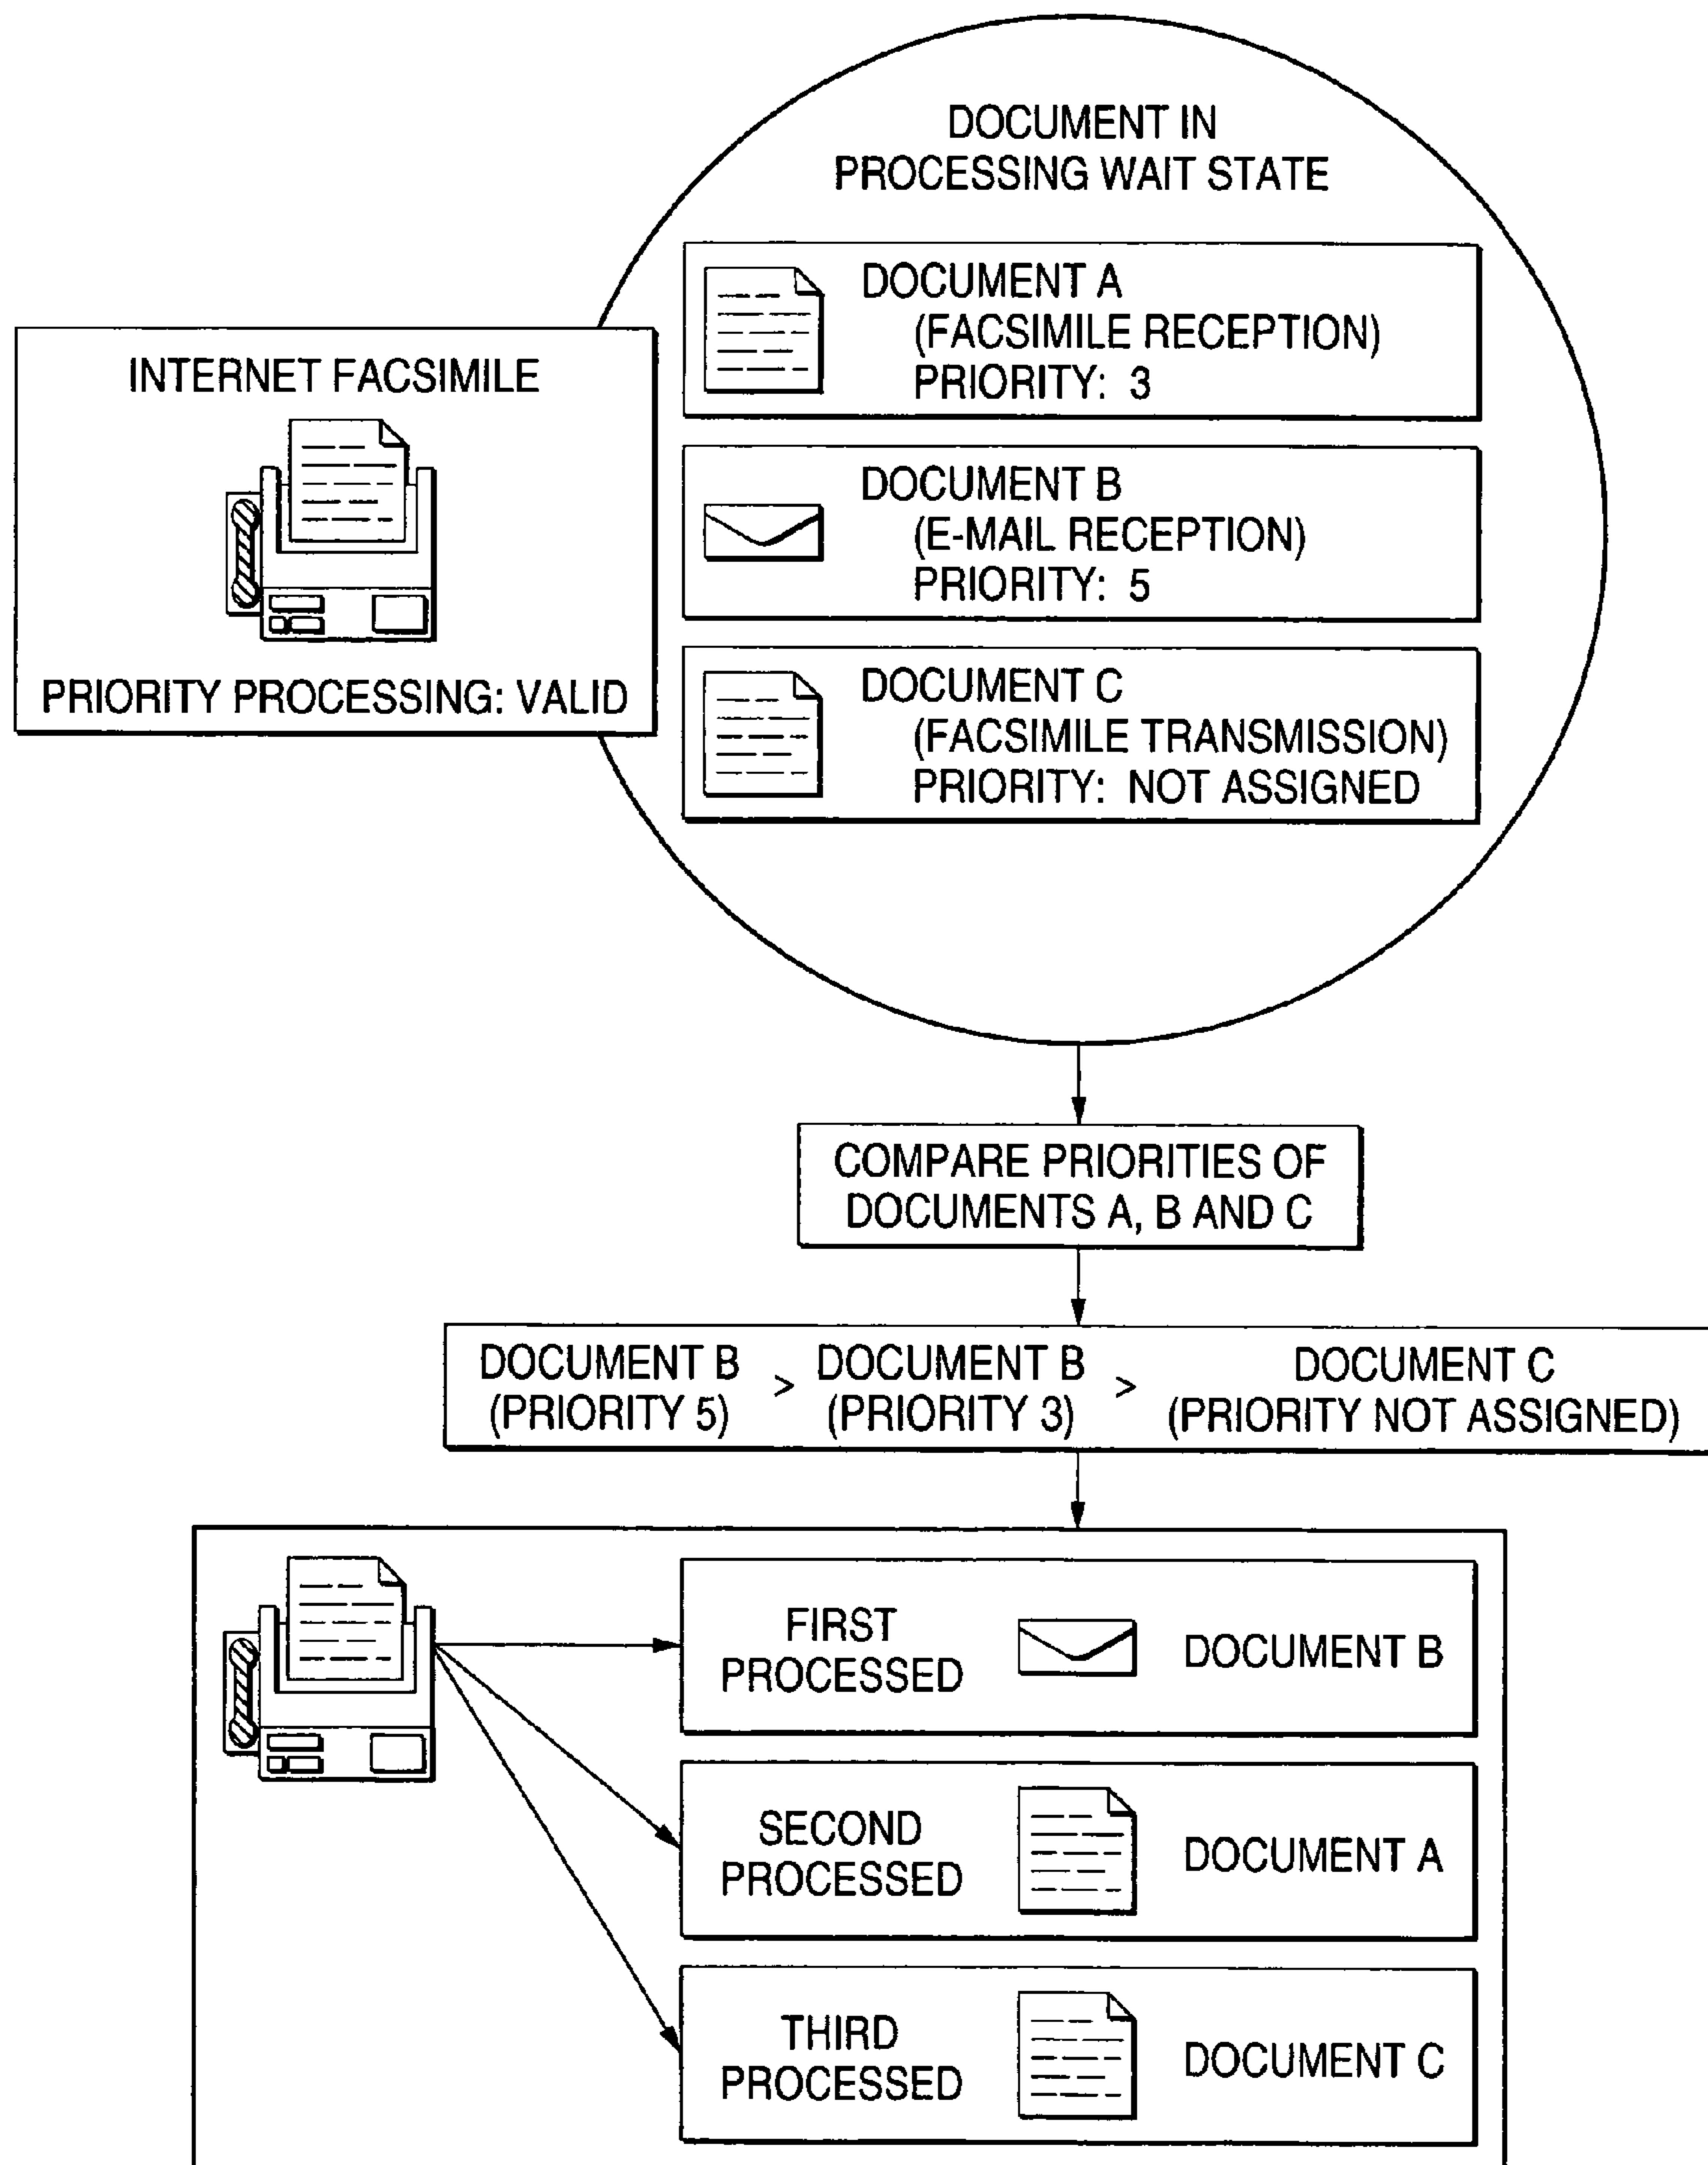 DOCUMENT IN
PROCESSING WAIT STATE
DOCUMENT A
(FACSIMILE RECEPTION)
PRIORITY: 3
INTERNET FACSIMILE
PRIORITY PROCESSING: VALID
DOCUMENT B
(E-MAIL RECEPTION)
PRIORITY: 5
DOCUMENT C
(FACSIMILE TRANSMISSION)
PRIORITY: NOT ASSIGNED
COMPARE PRIORITIES OF
DOCUMENTS A, B AND C
DOCUMENT B > DOCUMENT B > DOCUMENT C
(PRIORITY 5) (PRIORITY 3) (PRIORITY NOT ASSIGNED)
FIRST
PROCESSED
DOCUMENT B
SECOND
PROCESSED
DOCUMENT A
THIRD
PROCESSED
DOCUMENT C